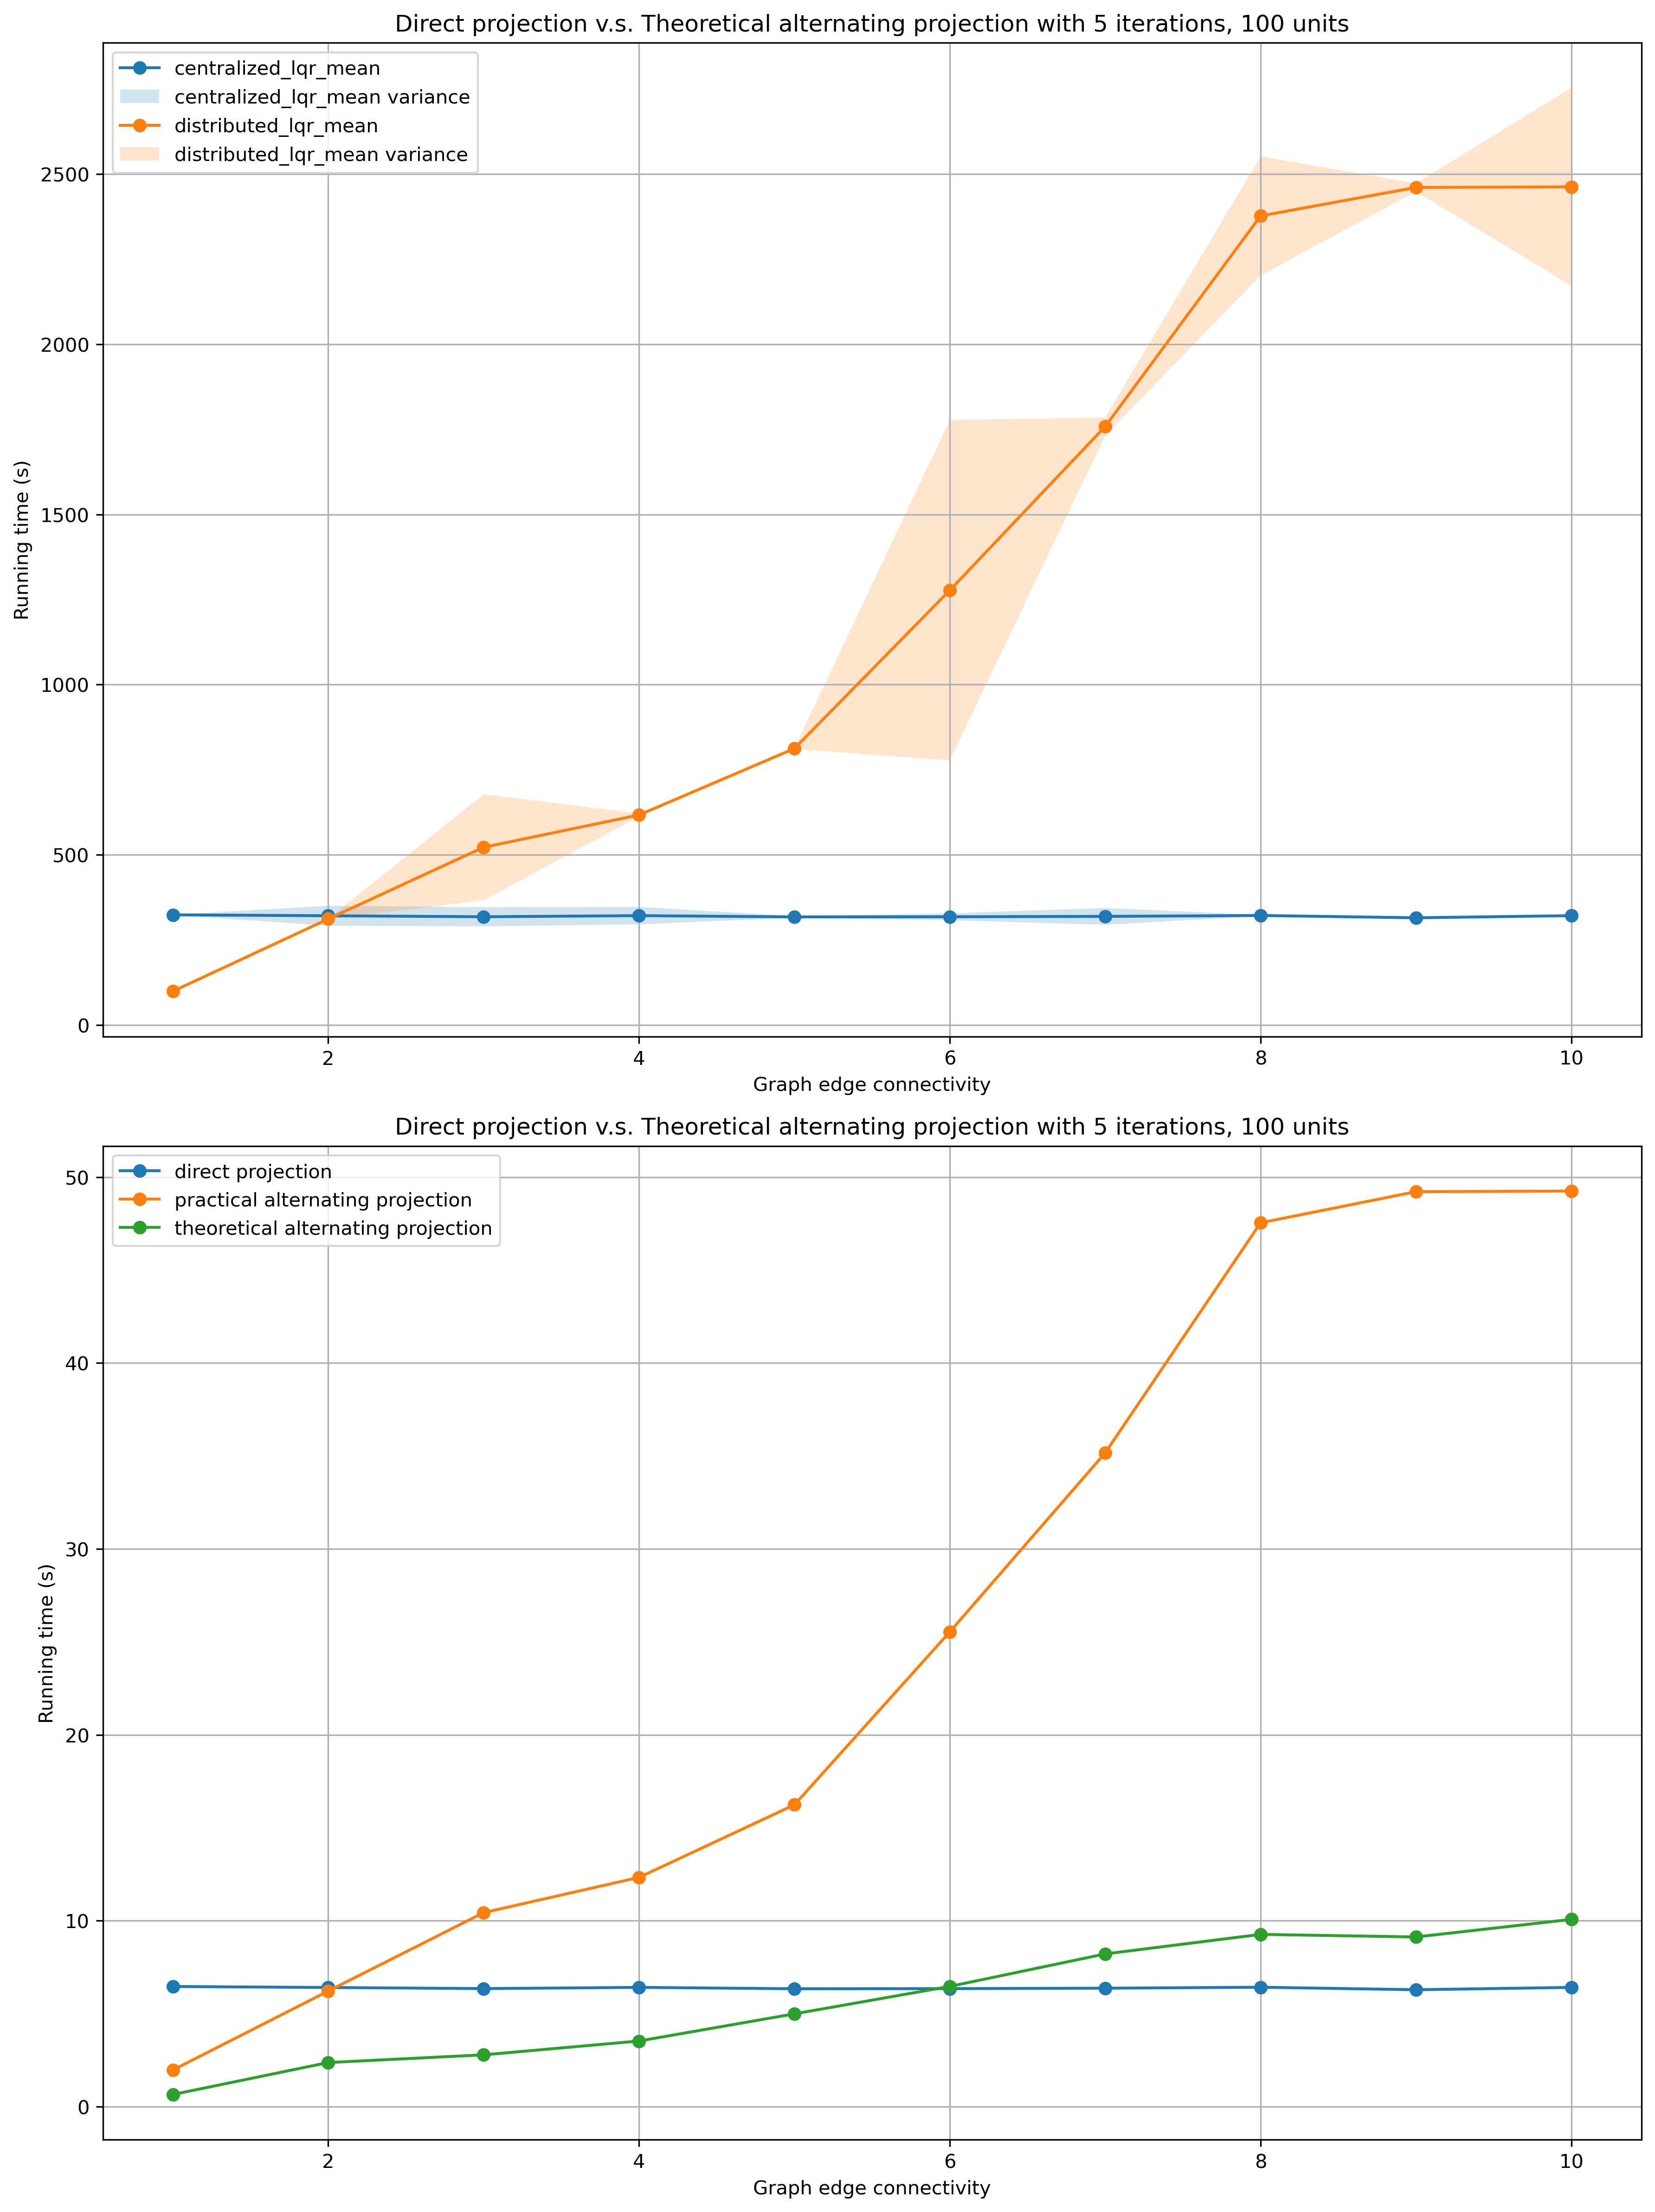 Direct projection v.s. Theoretical alternating projection with 5 iterations, 100 units
centralized_lqr_mean
centralized_lqr_mean variance
distributed_lqr_mean
distributed_lqr_mean variance
2500
2000
1500
1000
500
0
Running time (s)
2 4 6 8 10
Graph edge connectivity
Direct projection v.s. Theoretical alternating projection with 5 iterations, 100 units
direct projection
practical alternating projection
theoretical alternating projection
50
40
30
20
10
0
Running time (s)
2 4 6 8 10
Graph edge connectivity